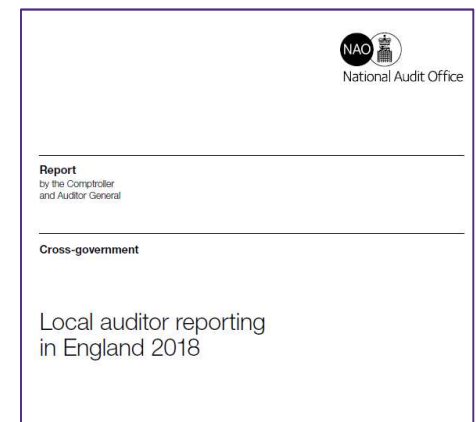 NAO
National Audit Office
Report
by the Comptroller
and Auditor General
Cross-government
Local auditor reporting
in England 2018